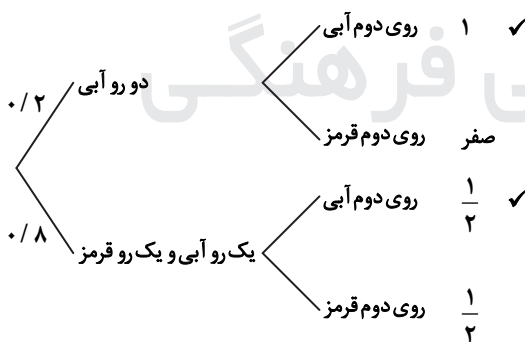 روی دوم آبی ۱ ✓
دو رو آبی
۰/۲
روی دوم قرمز صفر
روی دوم آبی ۱/۲ ✓
۰/۸
یک رو آبی و یک رو قرمز
روی دوم قرمز ۱/۲
ی فرهنگی